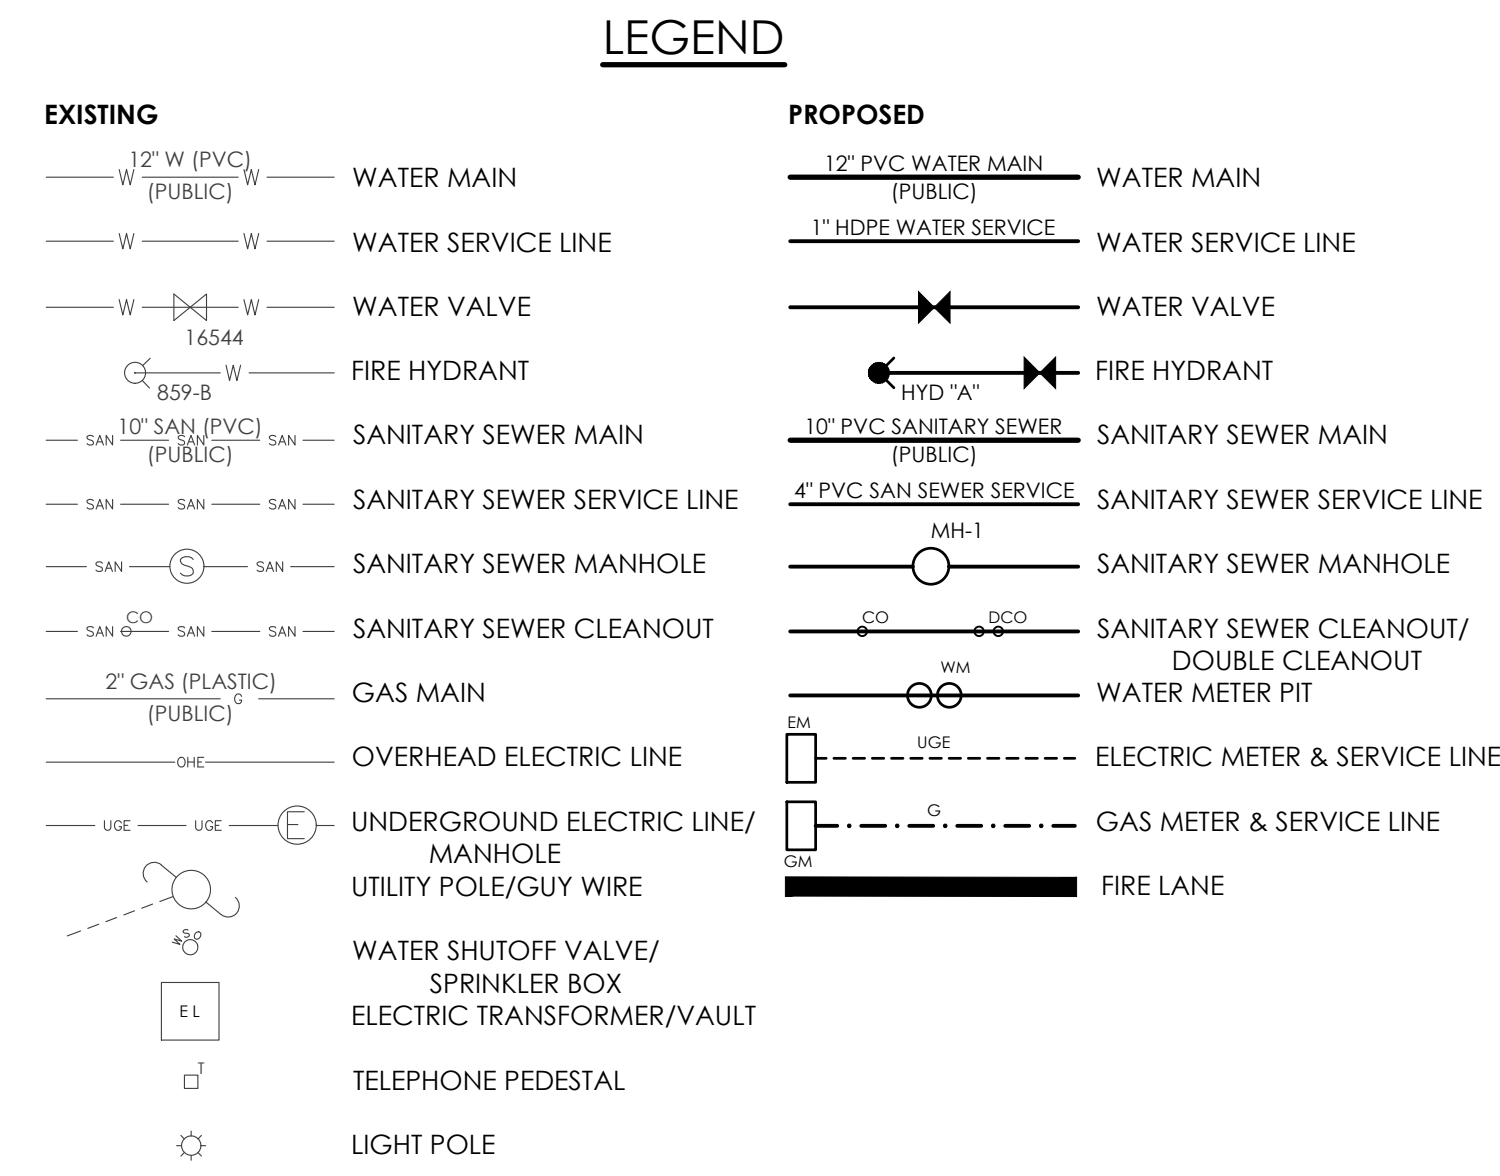 LEGEND
EXISTING
12" W (PVC)
W W
(PUBLIC)
WATER MAIN
W W
WATER SERVICE LINE
W W
16544
WATER VALVE
W
859-B
FIRE HYDRANT
10" SAN (PVC)
SAN SAN SAN
(PUBLIC)
SANITARY SEWER MAIN
SAN SAN SAN
SANITARY SEWER SERVICE LINE
SAN S SAN
SANITARY SEWER MANHOLE
CO
SAN SAN SAN
SANITARY SEWER CLEANOUT
2" GAS (PLASTIC)
G
(PUBLIC)
GAS MAIN
OHE
OVERHEAD ELECTRIC LINE
UGE UGE E
UNDERGROUND ELECTRIC LINE/
MANHOLE
UTILITY POLE/GUY WIRE
WSO
WATER SHUTOFF VALVE/
SPRINKLER BOX
EL
ELECTRIC TRANSFORMER/VAULT
T
TELEPHONE PEDESTAL
LIGHT POLE
PROPOSED
12" PVC WATER MAIN
(PUBLIC)
WATER MAIN
1" HDPE WATER SERVICE
WATER SERVICE LINE
WATER VALVE
HYD "A"
FIRE HYDRANT
10" PVC SANITARY SEWER
(PUBLIC)
SANITARY SEWER MAIN
4" PVC SAN SEWER SERVICE
SANITARY SEWER SERVICE LINE
MH-1
SANITARY SEWER MANHOLE
CO DCO
SANITARY SEWER CLEANOUT/
DOUBLE CLEANOUT
WM
WATER METER PIT
EM
UGE
ELECTRIC METER & SERVICE LINE
G
GM
GAS METER & SERVICE LINE
FIRE LANE